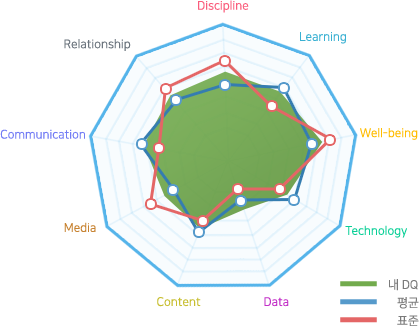 Discipline
Relationship
Learning
Communication
Well-being
Media
Technology
Content
Data
내 DQ
평균
표준